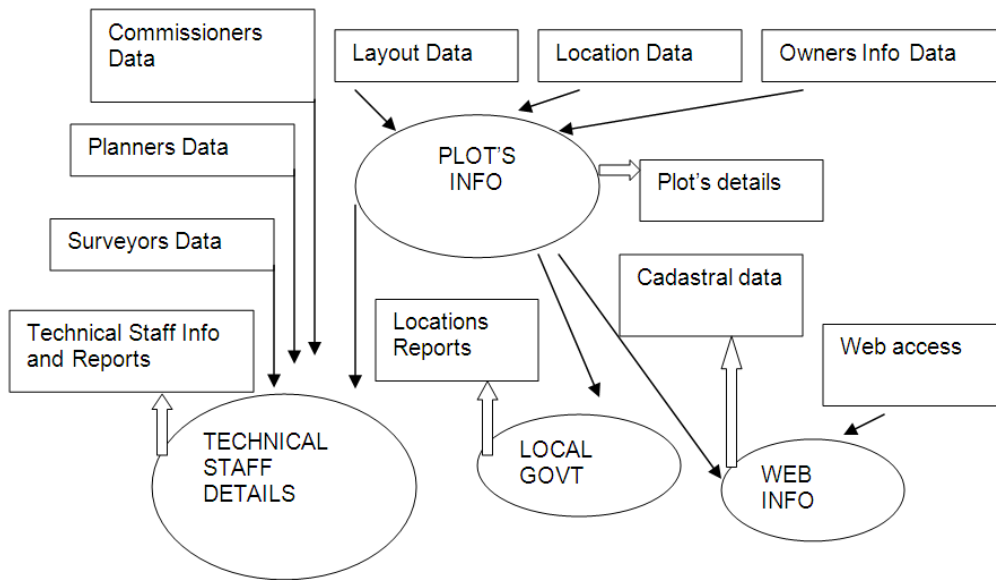 Commissioners
Data
Layout Data
Location Data
Owners Info Data
Planners Data
PLOT'S
INFO
Plot's details
Surveyors Data
Cadastral data
Technical Staff Info
and Reports
Locations
Reports
Web access
TECHNICAL
STAFF
DETAILS
LOCAL
GOVT
WEB
INFO